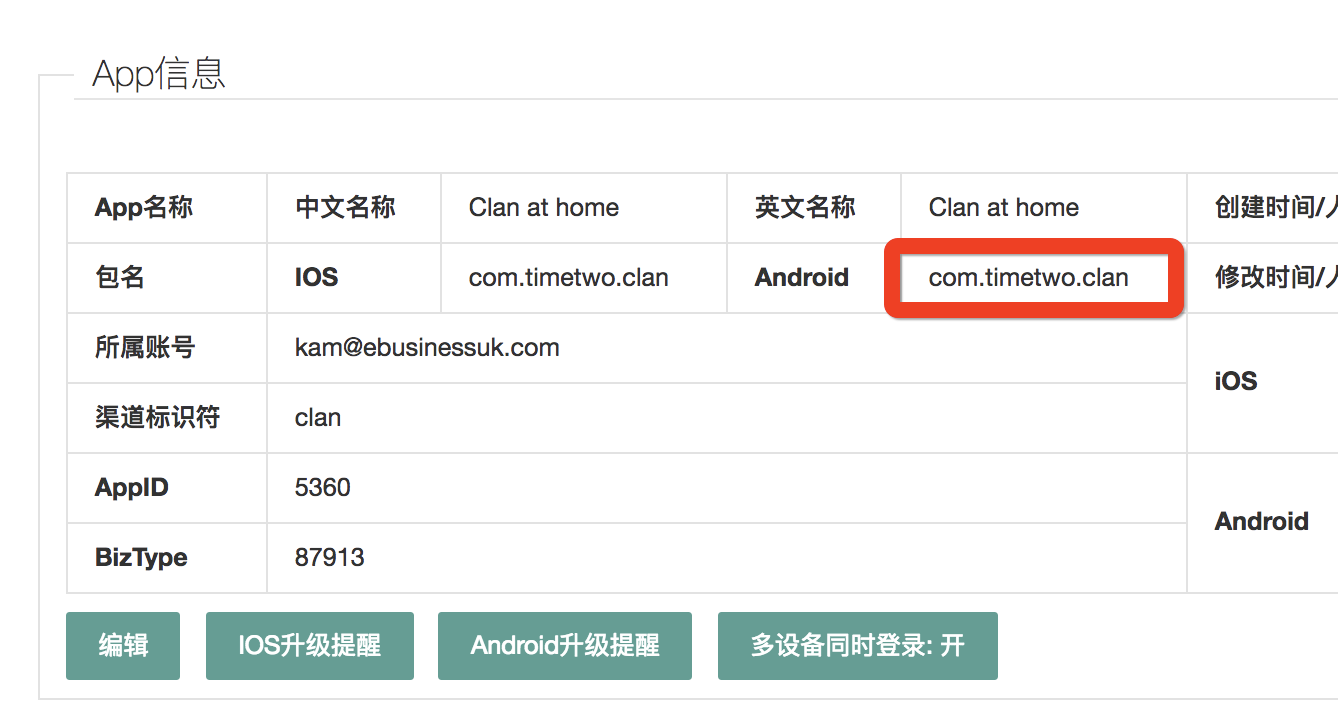 App信息
App名称 中文名称 Clan at home 英文名称 Clan at home 创建时间/
包名 IOS com.timetwo.clan Android com.timetwo.clan 修改时间/
所属账号 kam@ebusinessuk.com
iOS
渠道标识符 clan
AppID 5360
Android
BizType 87913
编辑 IOS升级提醒 Android升级提醒 多设备同时登录: 开